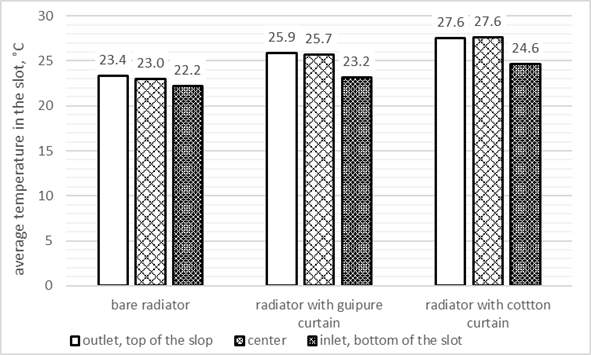 average temperature in the slot, °C
30
25
20
15
10
5
0
23.4
23.0
22.2
25.9
25.7
23.2
27.6
27.6
24.6
bare radiator
radiator with guipure
curtain
radiator with cottton
curtain
outlet, top of the slop
center
inlet, bottom of the slot